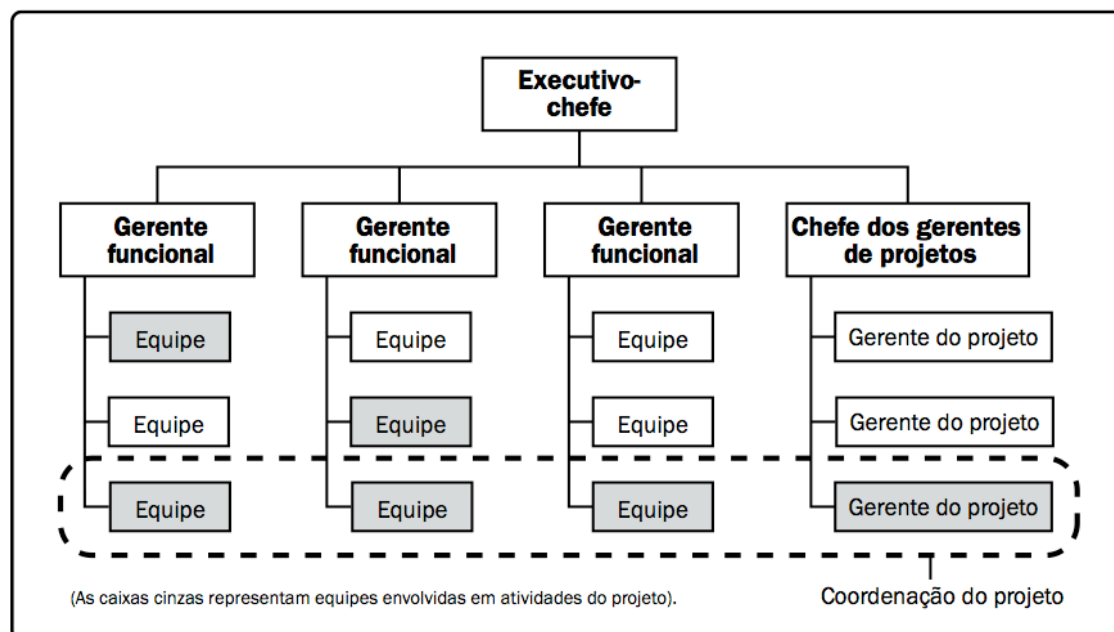 Executivo-
chefe
Gerente
funcional
Gerente
funcional
Gerente
funcional
Chefe dos gerentes
de projetos
Equipe
Equipe
Equipe
Gerente do projeto
Equipe
Equipe
Equipe
Gerente do projeto
Equipe
Equipe
Equipe
Gerente do projeto
(As caixas cinzas representam equipes envolvidas em atividades do projeto).
Coordenação do projeto